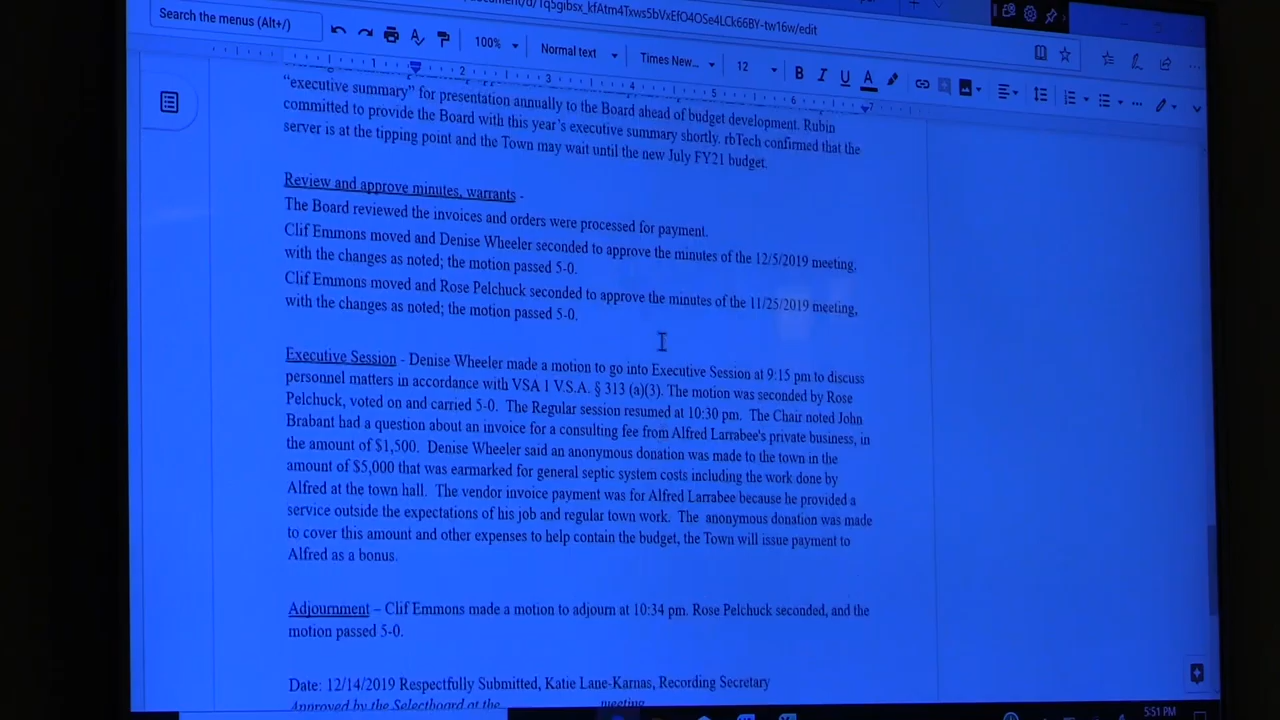 Search the menus (Alt+/)
100%
Normal text
Times New...
12
B I U A
"executive summary" for presentation annually to the Board ahead of budget development. Rubin
committed to provide the Board with this year's executive summary shortly. rbTech confirmed that the
server is at the tipping point and the Town may wait until the new July FY21 budget.
Review and approve minutes, warrants -
The Board reviewed the invoices and orders were processed for payment.
Clif Emmons moved and Denise Wheeler seconded to approve the minutes of the 12/5/2019 meeting,
with the changes as noted; the motion passed 5-0.
Clif Emmons moved and Rose Pelchuck seconded to approve the minutes of the 11/25/2019 meeting,
with the changes as noted; the motion passed 5-0.
Executive Session - Denise Wheeler made a motion to go into Executive Session at 9:15 pm to discuss
personnel matters in accordance with VSA 1 V.S.A. § 313 (a)(3). The motion was seconded by Rose
Pelchuck, voted on and carried 5-0. The Regular session resumed at 10:30 pm. The Chair noted John
Brabant had a question about an invoice for a consulting fee from Alfred Larrabee's private business, in
the amount of $1,500. Denise Wheeler said an anonymous donation was made to the town in the
amount of $5,000 that was earmarked for general septic system costs including the work done by
Alfred at the town hall. The vendor invoice payment was for Alfred Larrabee because he provided a
service outside the expectations of his job and regular town work. The anonymous donation was made
to cover this amount and other expenses to help contain the budget, the Town will issue payment to
Alfred as a bonus.
Adjournment – Clif Emmons made a motion to adjourn at 10:34 pm. Rose Pelchuck seconded, and the
motion passed 5-0.
Date: 12/14/2019 Respectfully Submitted, Katie Lane-Karnas, Recording Secretary
Approved by the Selectboard at the meeting
5:51 PM